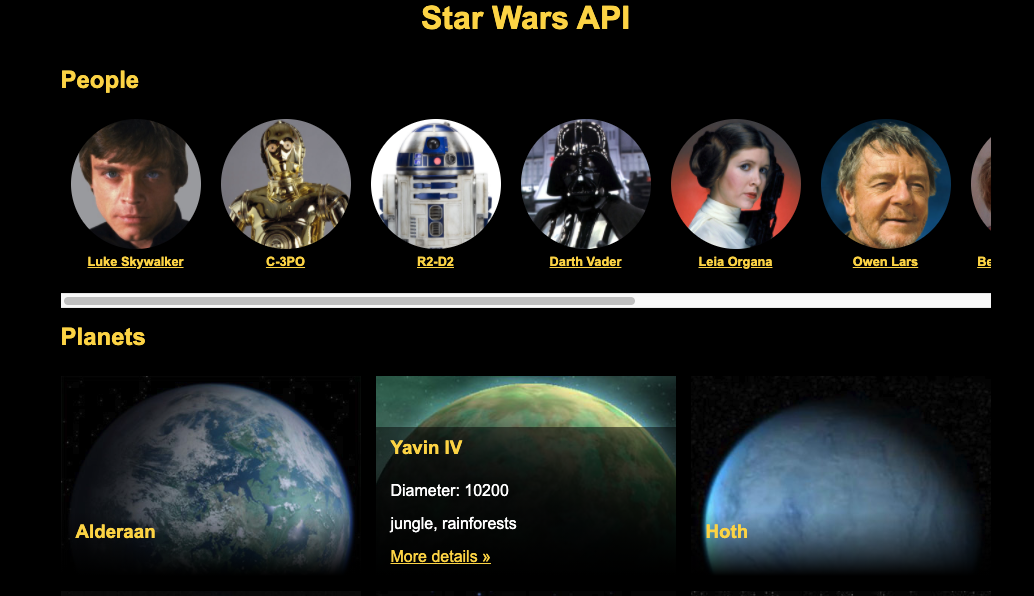 Star Wars API
People
Luke Skywalker
C-3PO
R2-D2
Darth Vader
Leia Organa
Owen Lars
Be
Planets
Alderaan
Yavin IV
Diameter: 10200
jungle, rainforests
More details »
Hoth